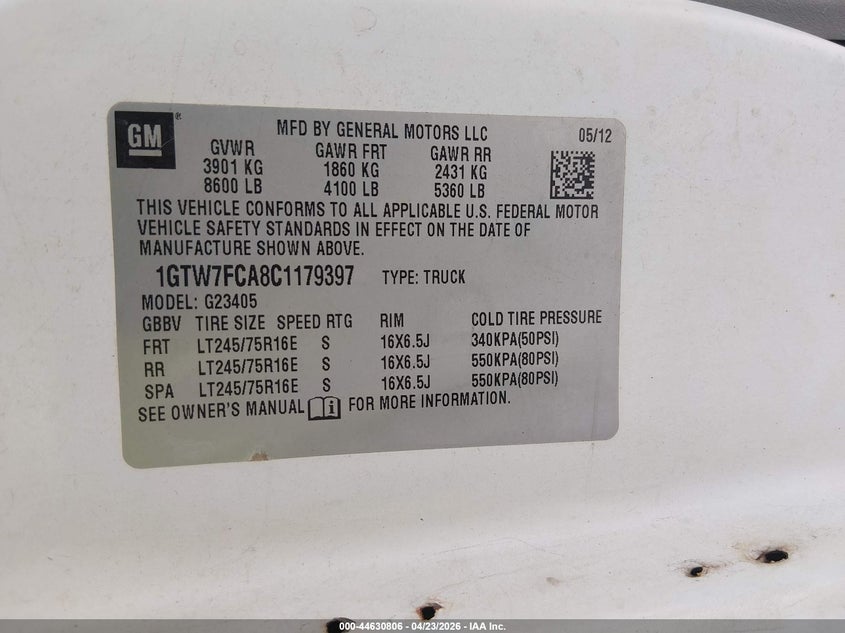 GM
MFD BY GENERAL MOTORS LLC 05/12
GVWR GAWR FRT GAWR RR
3901 KG 1860 KG 2431 KG
8600 LB 4100 LB 5360 LB
THIS VEHICLE CONFORMS TO ALL APPLICABLE U.S. FEDERAL MOTOR
VEHICLE SAFETY STANDARDS IN EFFECT ON THE DATE OF
MANUFACTURE SHOWN ABOVE.
1GTW7FCA8C1179397 TYPE: TRUCK
MODEL: G23405
GBBV TIRE SIZE SPEED RTG RIM COLD TIRE PRESSURE
FRT LT245/75R16E S 16X6.5J 340KPA(50PSI)
RR LT245/75R16E S 16X6.5J 550KPA(80PSI)
SPA LT245/75R16E S 16X6.5J 550KPA(80PSI)
SEE OWNER'S MANUAL FOR MORE INFORMATION.
000-44630806 - 04/23/2026 - IAA Inc.